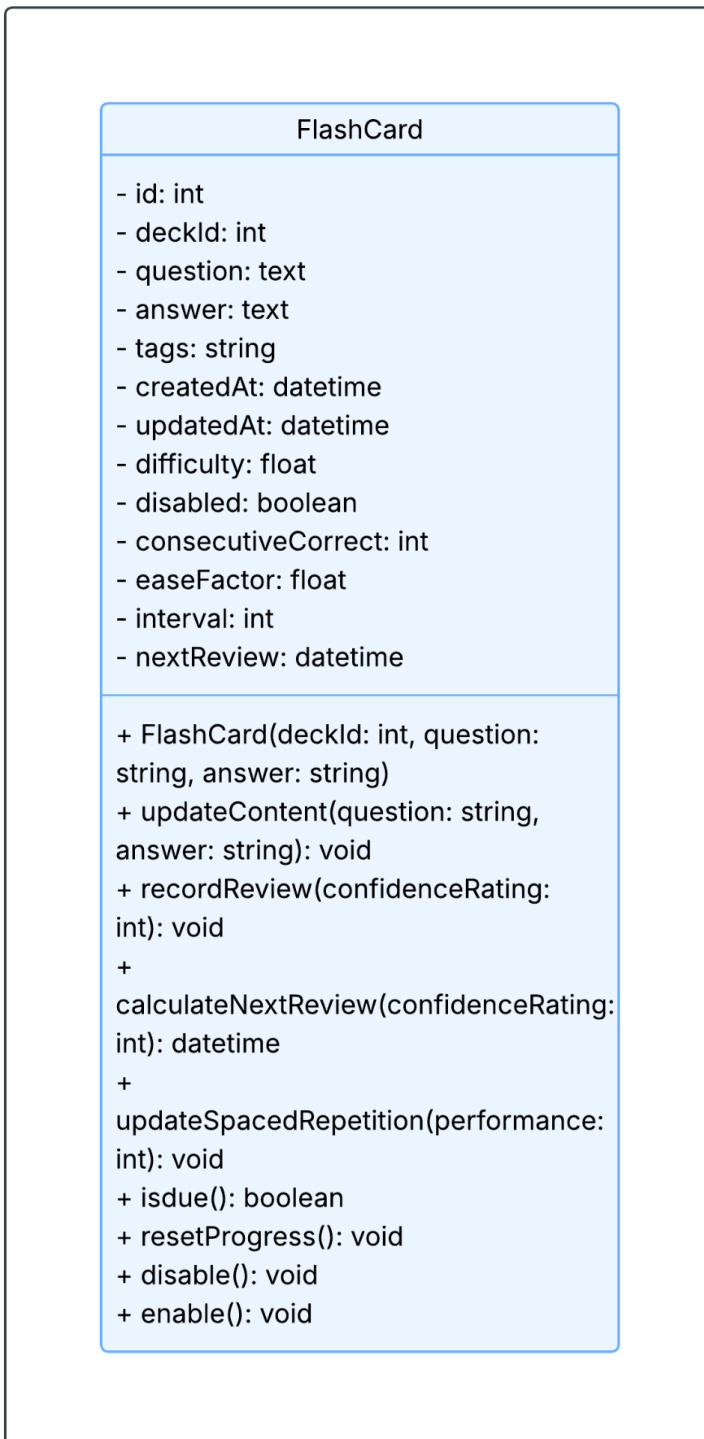 FlashCard
- id: int
- deckId: int
- question: text
- answer: text
- tags: string
- createdAt: datetime
- updatedAt: datetime
- difficulty: float
- disabled: boolean
- consecutiveCorrect: int
- easeFactor: float
- interval: int
- nextReview: datetime
+ FlashCard(deckId: int, question:
string, answer: string)
+ updateContent(question: string,
answer: string): void
+ recordReview(confidenceRating:
int): void
+
calculateNextReview(confidenceRating:
int): datetime
+
updateSpacedRepetition(performance:
int): void
+ isdue(): boolean
+ resetProgress(): void
+ disable(): void
+ enable(): void